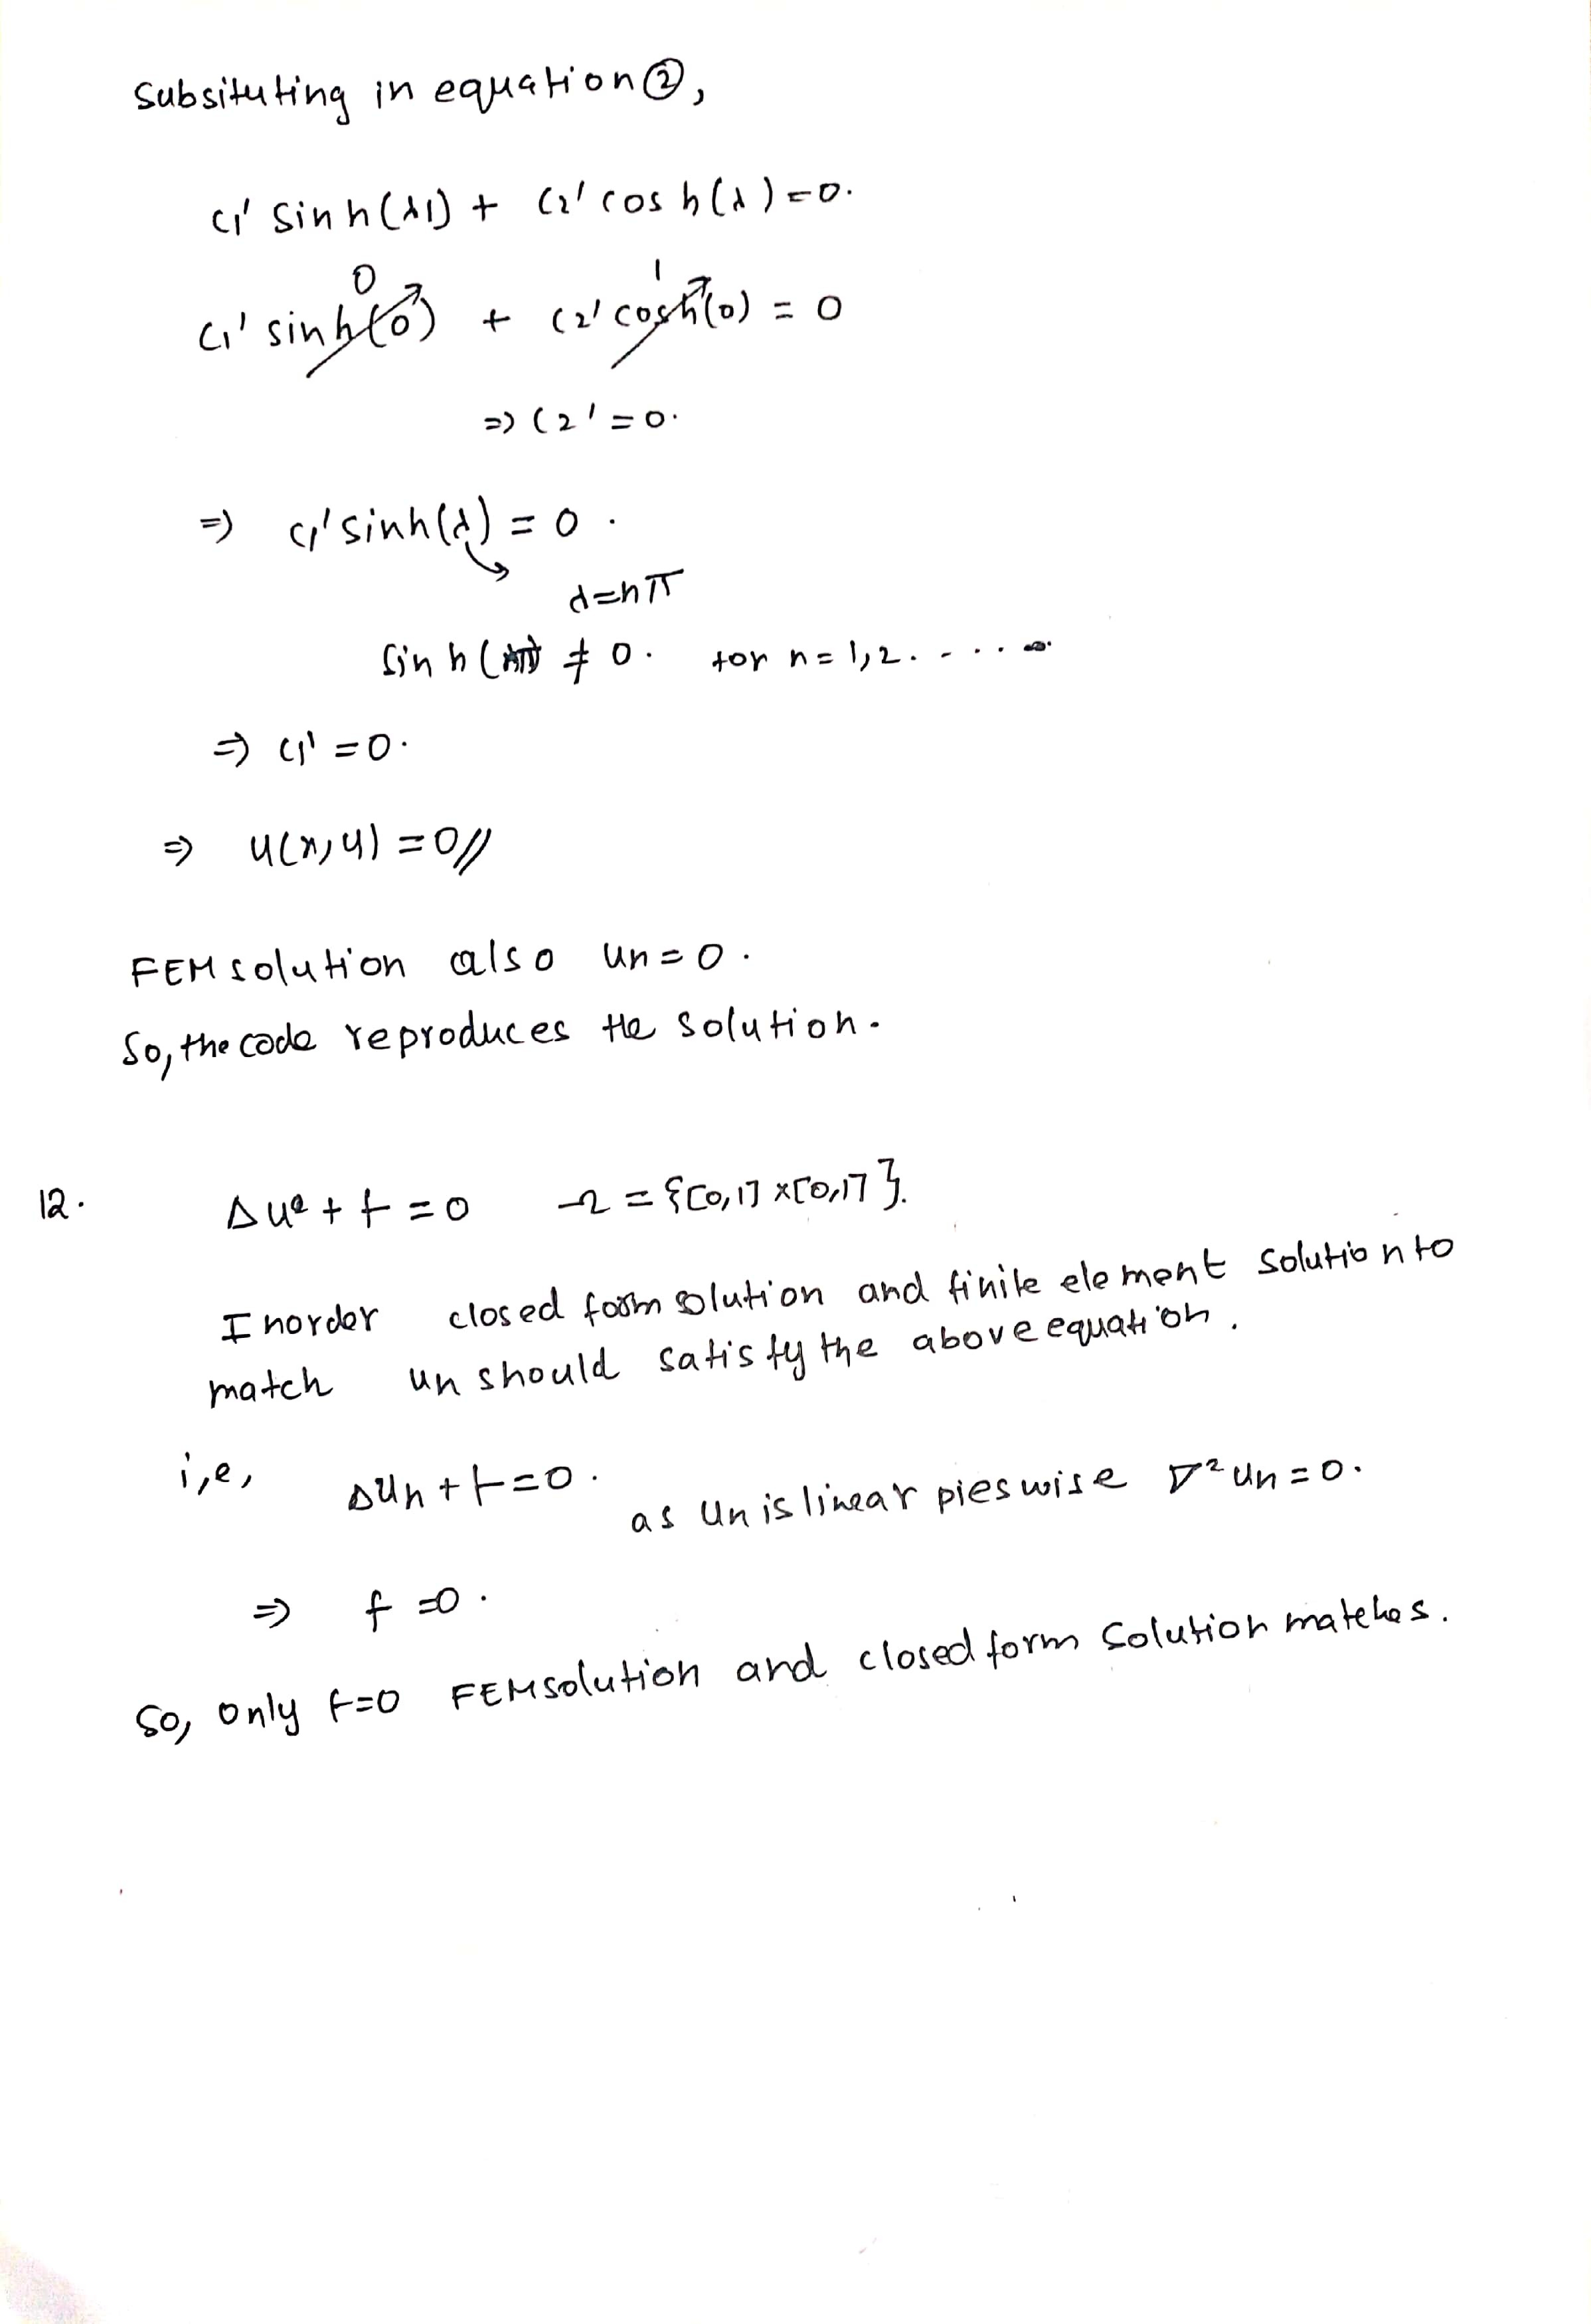 Subsituting in equation②,
C1' sinh(λ1) + C2' cosh(λ) = 0.
0 1
C1' sinh(0) + C2' cosh(0) = 0
=> C2' = 0.
=> C1' sinh(λ) = 0 .
λ=nπ
Sinh(nπ) ≠ 0. for n = 1,2. - . . . ∞.
=> C1' = 0.
=> u(x,y) = 0//
FEM solution also un = 0 .
So, the code reproduces the solution.
12. Δue + f = 0 Ω = {[0,1] x [0,1]}.
Inorder closed form solution and finite element solution to
match un should satisfy the above equation.
i,e, Δun + f = 0 . as un is linear pieswise ∇²un = 0.
=> f = 0 .
So, only f=0 FEM solution and closed form solution matches.